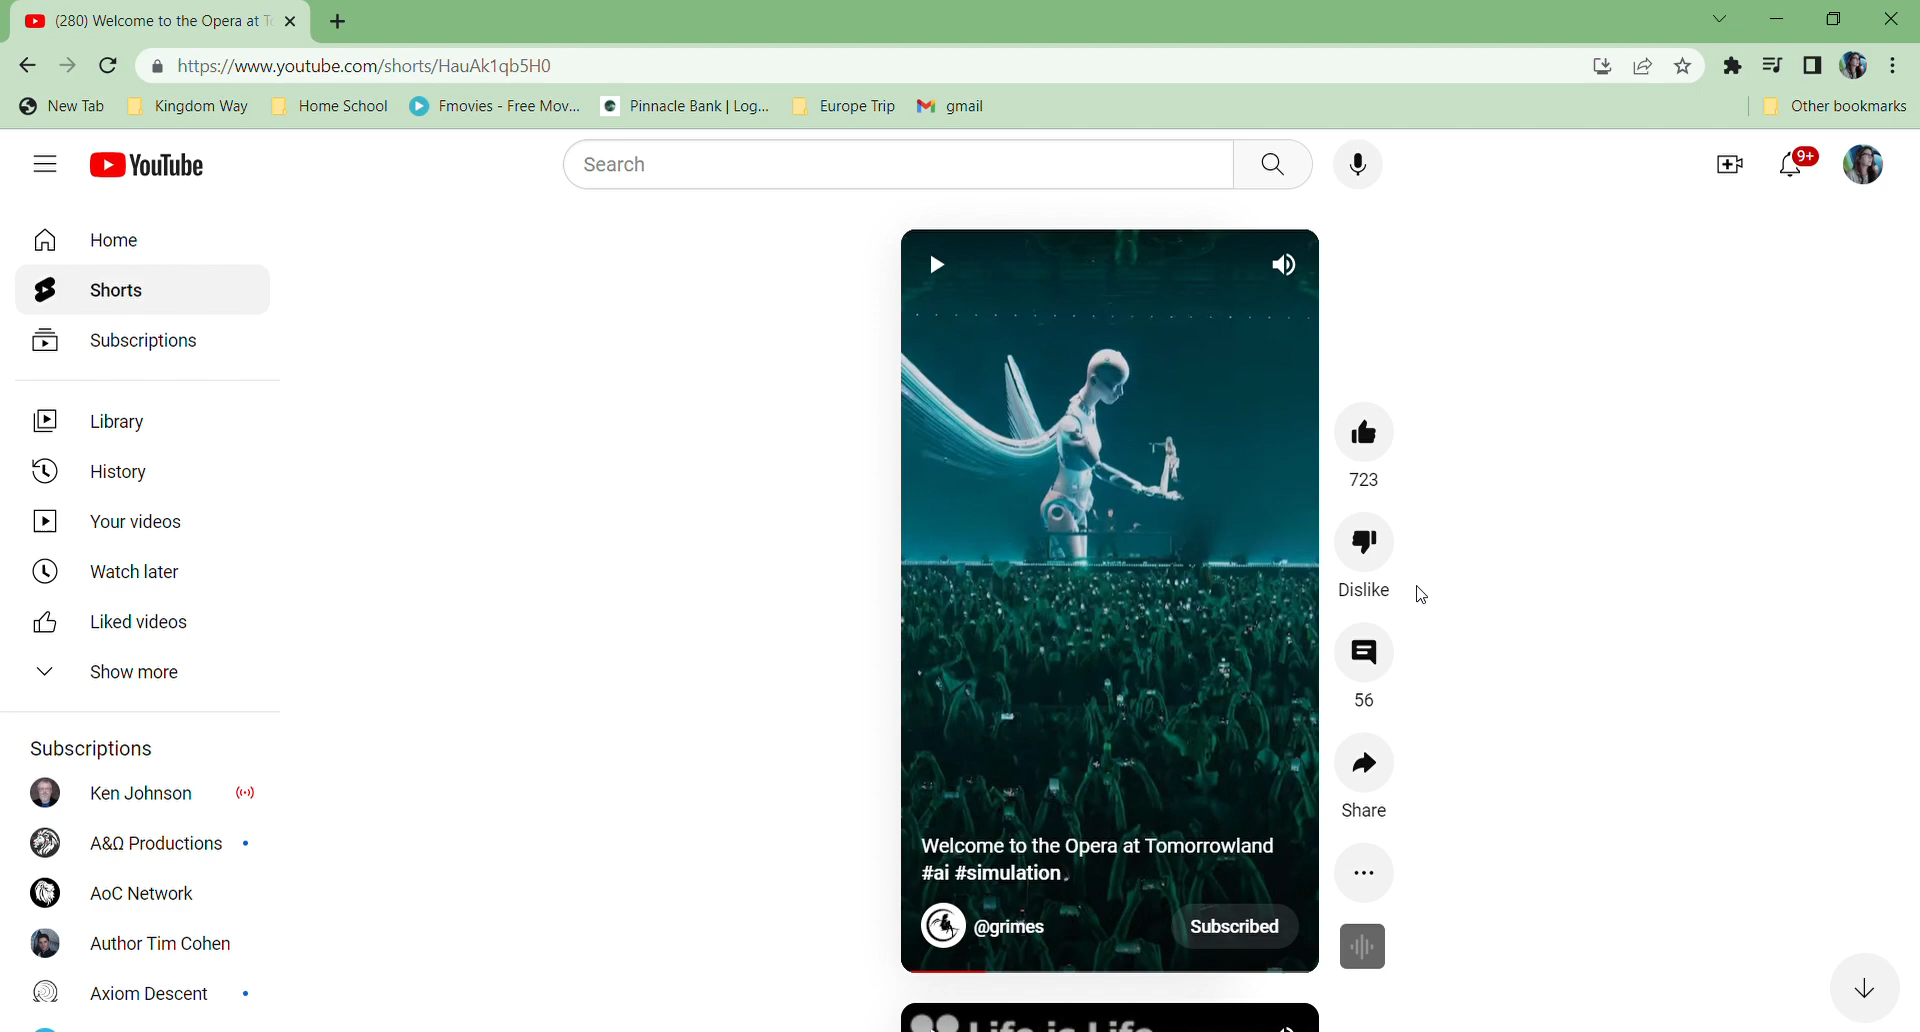 (280) Welcome to the Opera at T
https://www.youtube.com/shorts/HauAk1qb5H0
New Tab
Kingdom Way
Home School
Fmovies - Free Mov...
Pinnacle Bank | Log...
Europe Trip
gmail
Other bookmarks
YouTube
Search
9+
Home
Shorts
Subscriptions
Library
History
Your videos
Watch later
Liked videos
Show more
Subscriptions
Ken Johnson
A&Ω Productions
AoC Network
Author Tim Cohen
Axiom Descent
723
Dislike
56
Share
Welcome to the Opera at Tomorrowland
#ai #simulation
@grimes
Subscribed
Life is Life